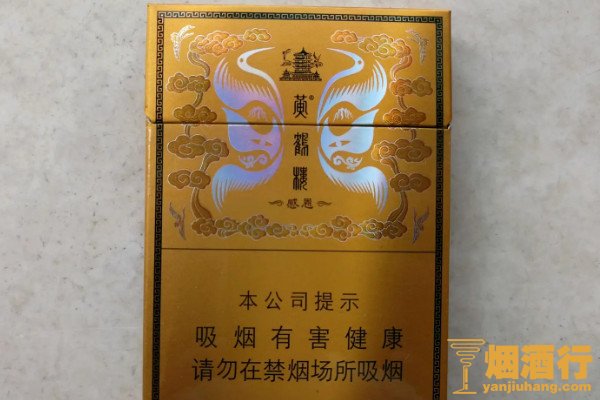 黄鹤楼®
感恩
本公司提示
吸烟有害健康
请勿在禁烟场所吸烟
烟酒行
yanjiuhang.com